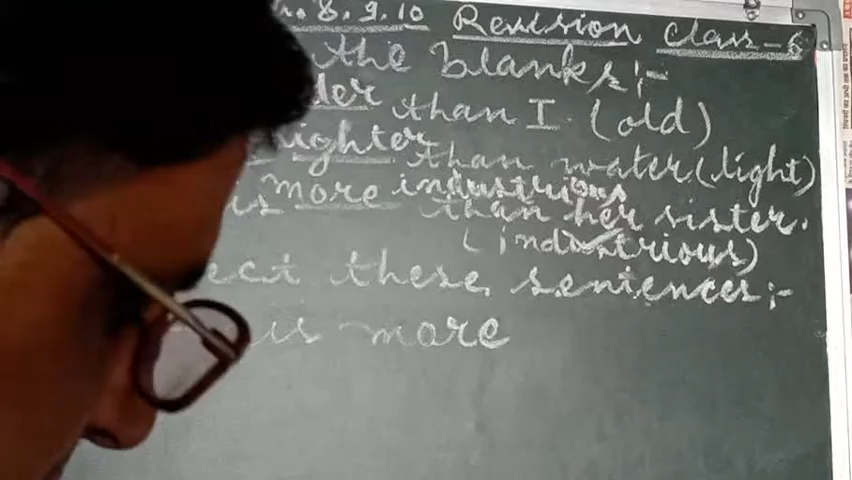 8.9.10 Revision Class-6
the blanks:-
der than I (old)
ighter than water (light)
is more industrious than her sister.
(industrious)
ect these sentences:-
is more